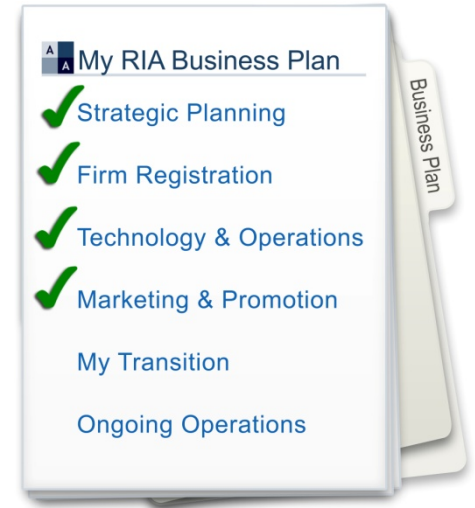 A
A
My RIA Business Plan
Strategic Planning
Firm Registration
Technology & Operations
Marketing & Promotion
My Transition
Ongoing Operations
Business Plan